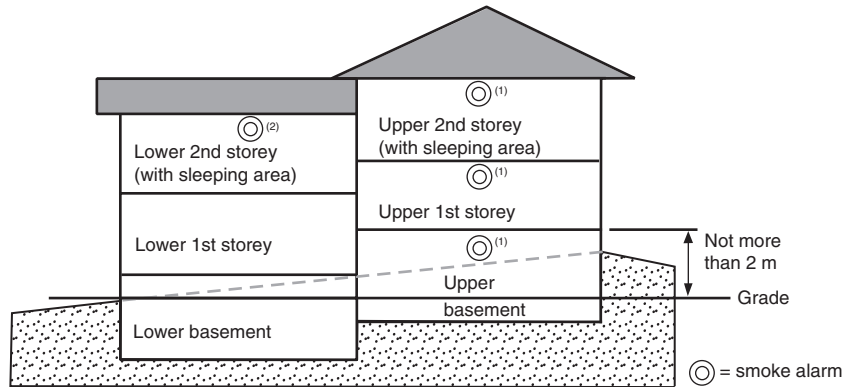 (1)
(2)
Upper 2nd storey
(with sleeping area)
Lower 2nd storey
(with sleeping area)
(1)
Upper 1st storey
Lower 1st storey
(1)
Not more
than 2 m
Upper
Grade
basement
Lower basement
= smoke alarm